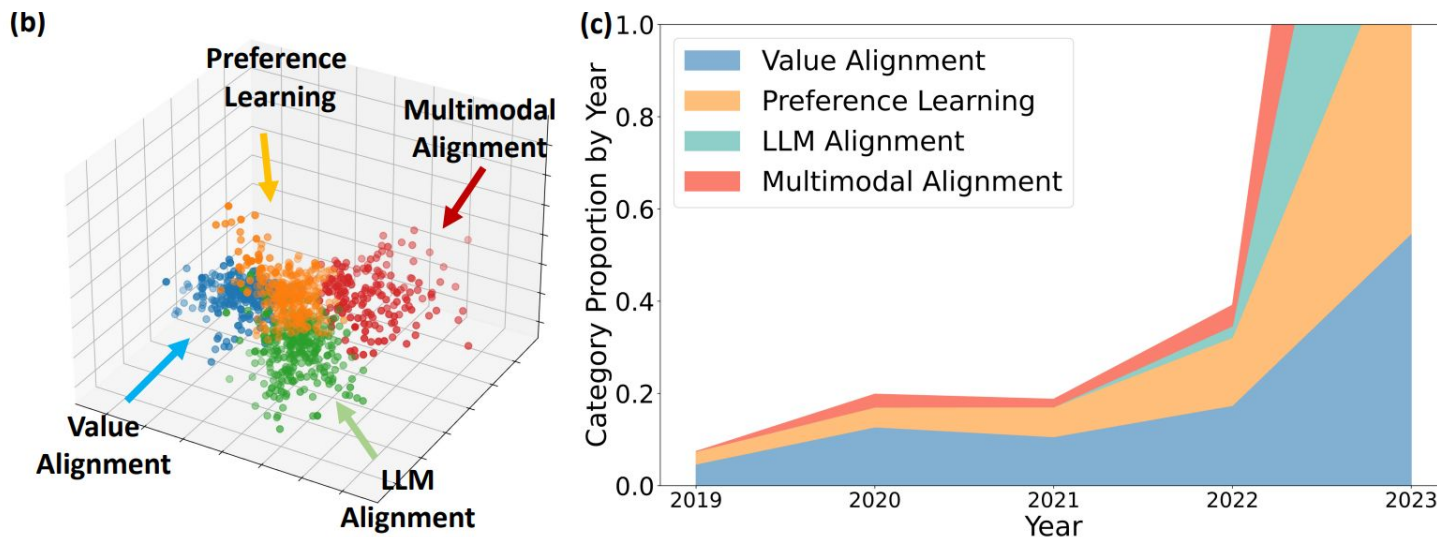 (b)
Preference
Learning
Multimodal
Alignment
Value
Alignment
LLM
Alignment
(c)
Category Proportion by Year
1.0
0.8
0.6
0.4
0.2
0.0
Value Alignment
Preference Learning
LLM Alignment
Multimodal Alignment
2019
2020
2021
2022
2023
Year